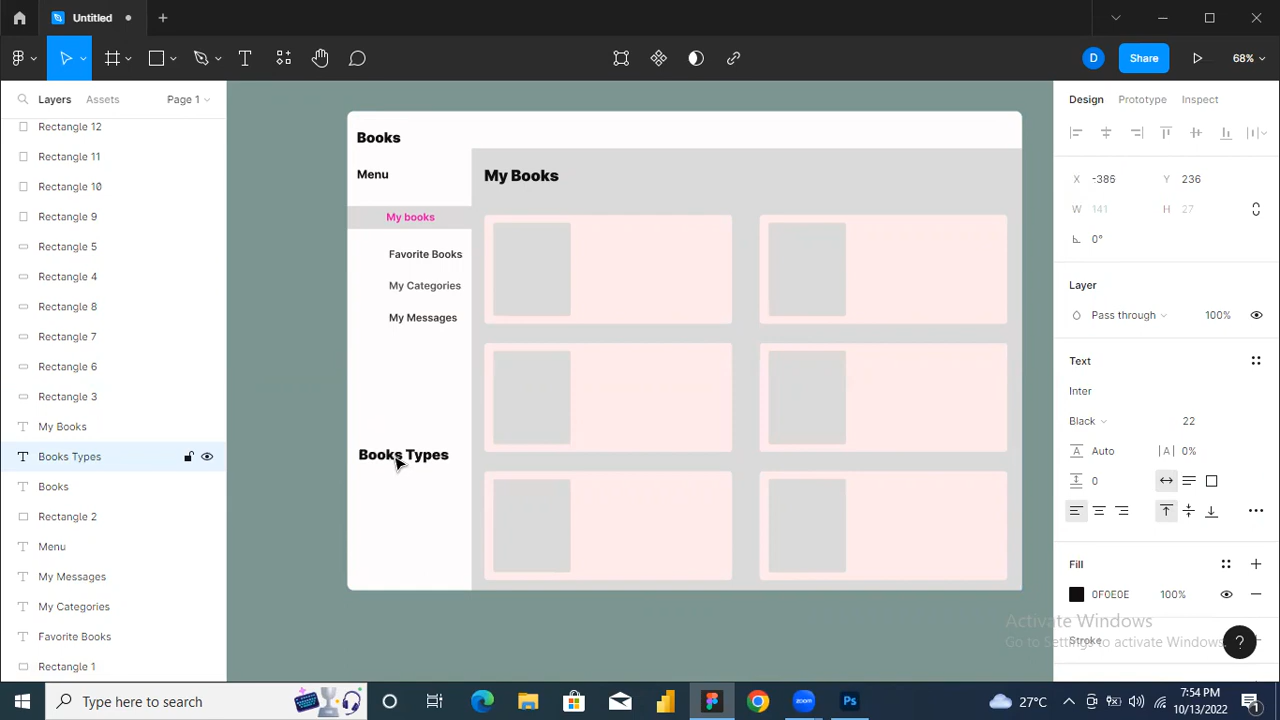 Untitled
D
Share
68%
Layers
Assets
Page 1
Design
Prototype
Inspect
Rectangle 12
Rectangle 11
Rectangle 10
Rectangle 9
Rectangle 5
Rectangle 4
Rectangle 8
Rectangle 7
Rectangle 6
Rectangle 3
My Books
Books Types
Books
Rectangle 2
Menu
My Messages
My Categories
Favorite Books
Rectangle 1
Books
Menu
My books
Favorite Books
My Categories
My Messages
Books Types
My Books
X -385 Y 236
W 141 H 27
0°
Layer
Pass through 100%
Text
Inter
Black 22
Auto |A| 0%
0
Fill
0F0E0E 100%
Stroke
Activate Windows
Go to Settings to activate Windows.
?
Type here to search
Ps
27°C
7:54 PM
10/13/2022
1